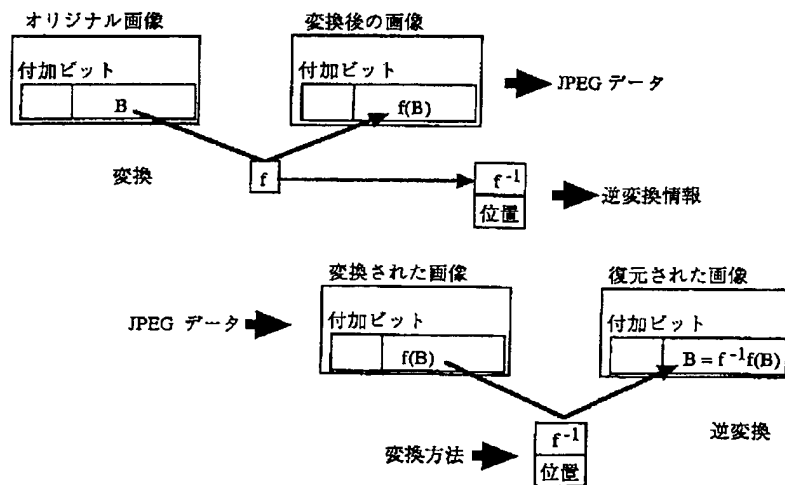 オリジナル画像
変換後の画像
付加ビット
付加ビット
B
f(B)
JPEG データ
変換
f
f⁻¹
位置
逆変換情報
変換された画像
復元された画像
JPEG データ
付加ビット
付加ビット
f(B)
B = f⁻¹f(B)
変換方法
f⁻¹
位置
逆変換